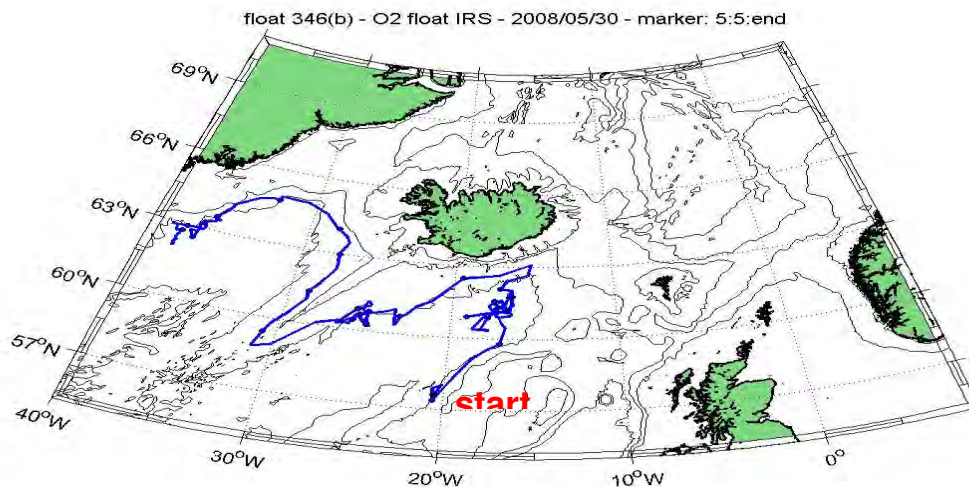 float 346(b) - O2 float IRS - 2008/05/30 - marker: 5:5:end
69°N
66°N
63°N
60°N
57°N
40°W
30°W
20°W
10°W
0°
start